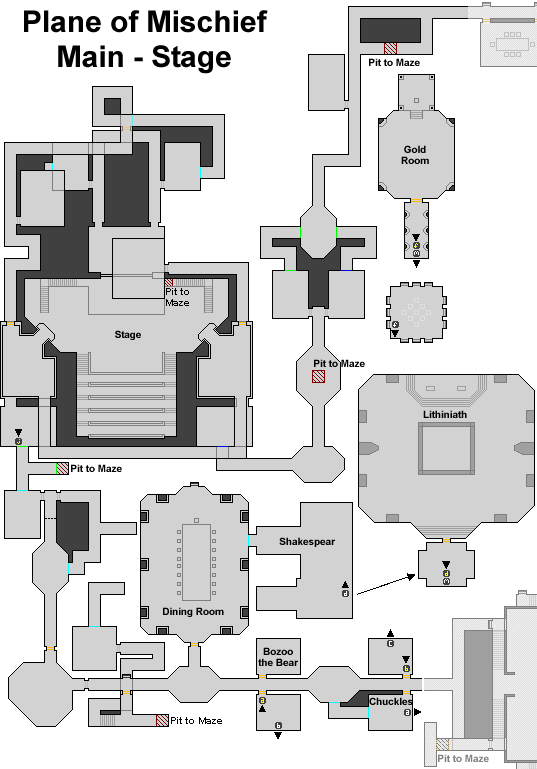 Plane of Mischief
Main - Stage
Pit to Maze
Gold
Room
Pit to
Maze
Stage
Pit to Maze
Lithiniath
Pit to Maze
Shakespear
Dining Room
Bozoo
the Bear
Chuckles
Pit to Maze
Pit to Maze